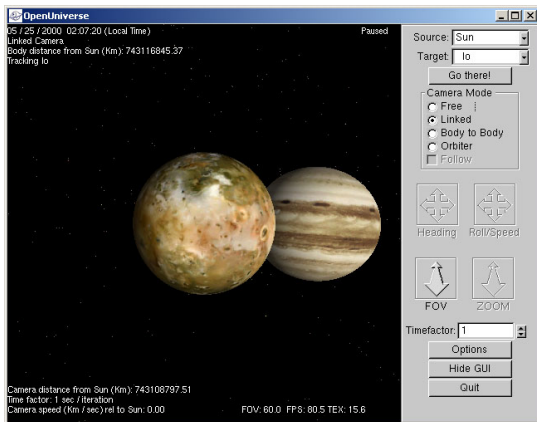 OpenUniverse
05 / 25 / 2000 02:07:20 (Local Time)
Paused
Linked Camera
Body distance from Sun (Km): 743116845.37
Tracking Io
Source: Sun
Target: Io
Go there!
Camera Mode
Free
Linked
Body to Body
Orbiter
Follow
Heading
Roll/Speed
FOV
ZOOM
Timefactor: 1
Options
Hide GUI
Quit
Camera distance from Sun (Km): 743108797.51
Time factor: 1 sec / iteration
Camera speed (Km / sec) rel to Sun: 0.00
FOV: 60.0 FPS: 80.5 TEX: 15.6